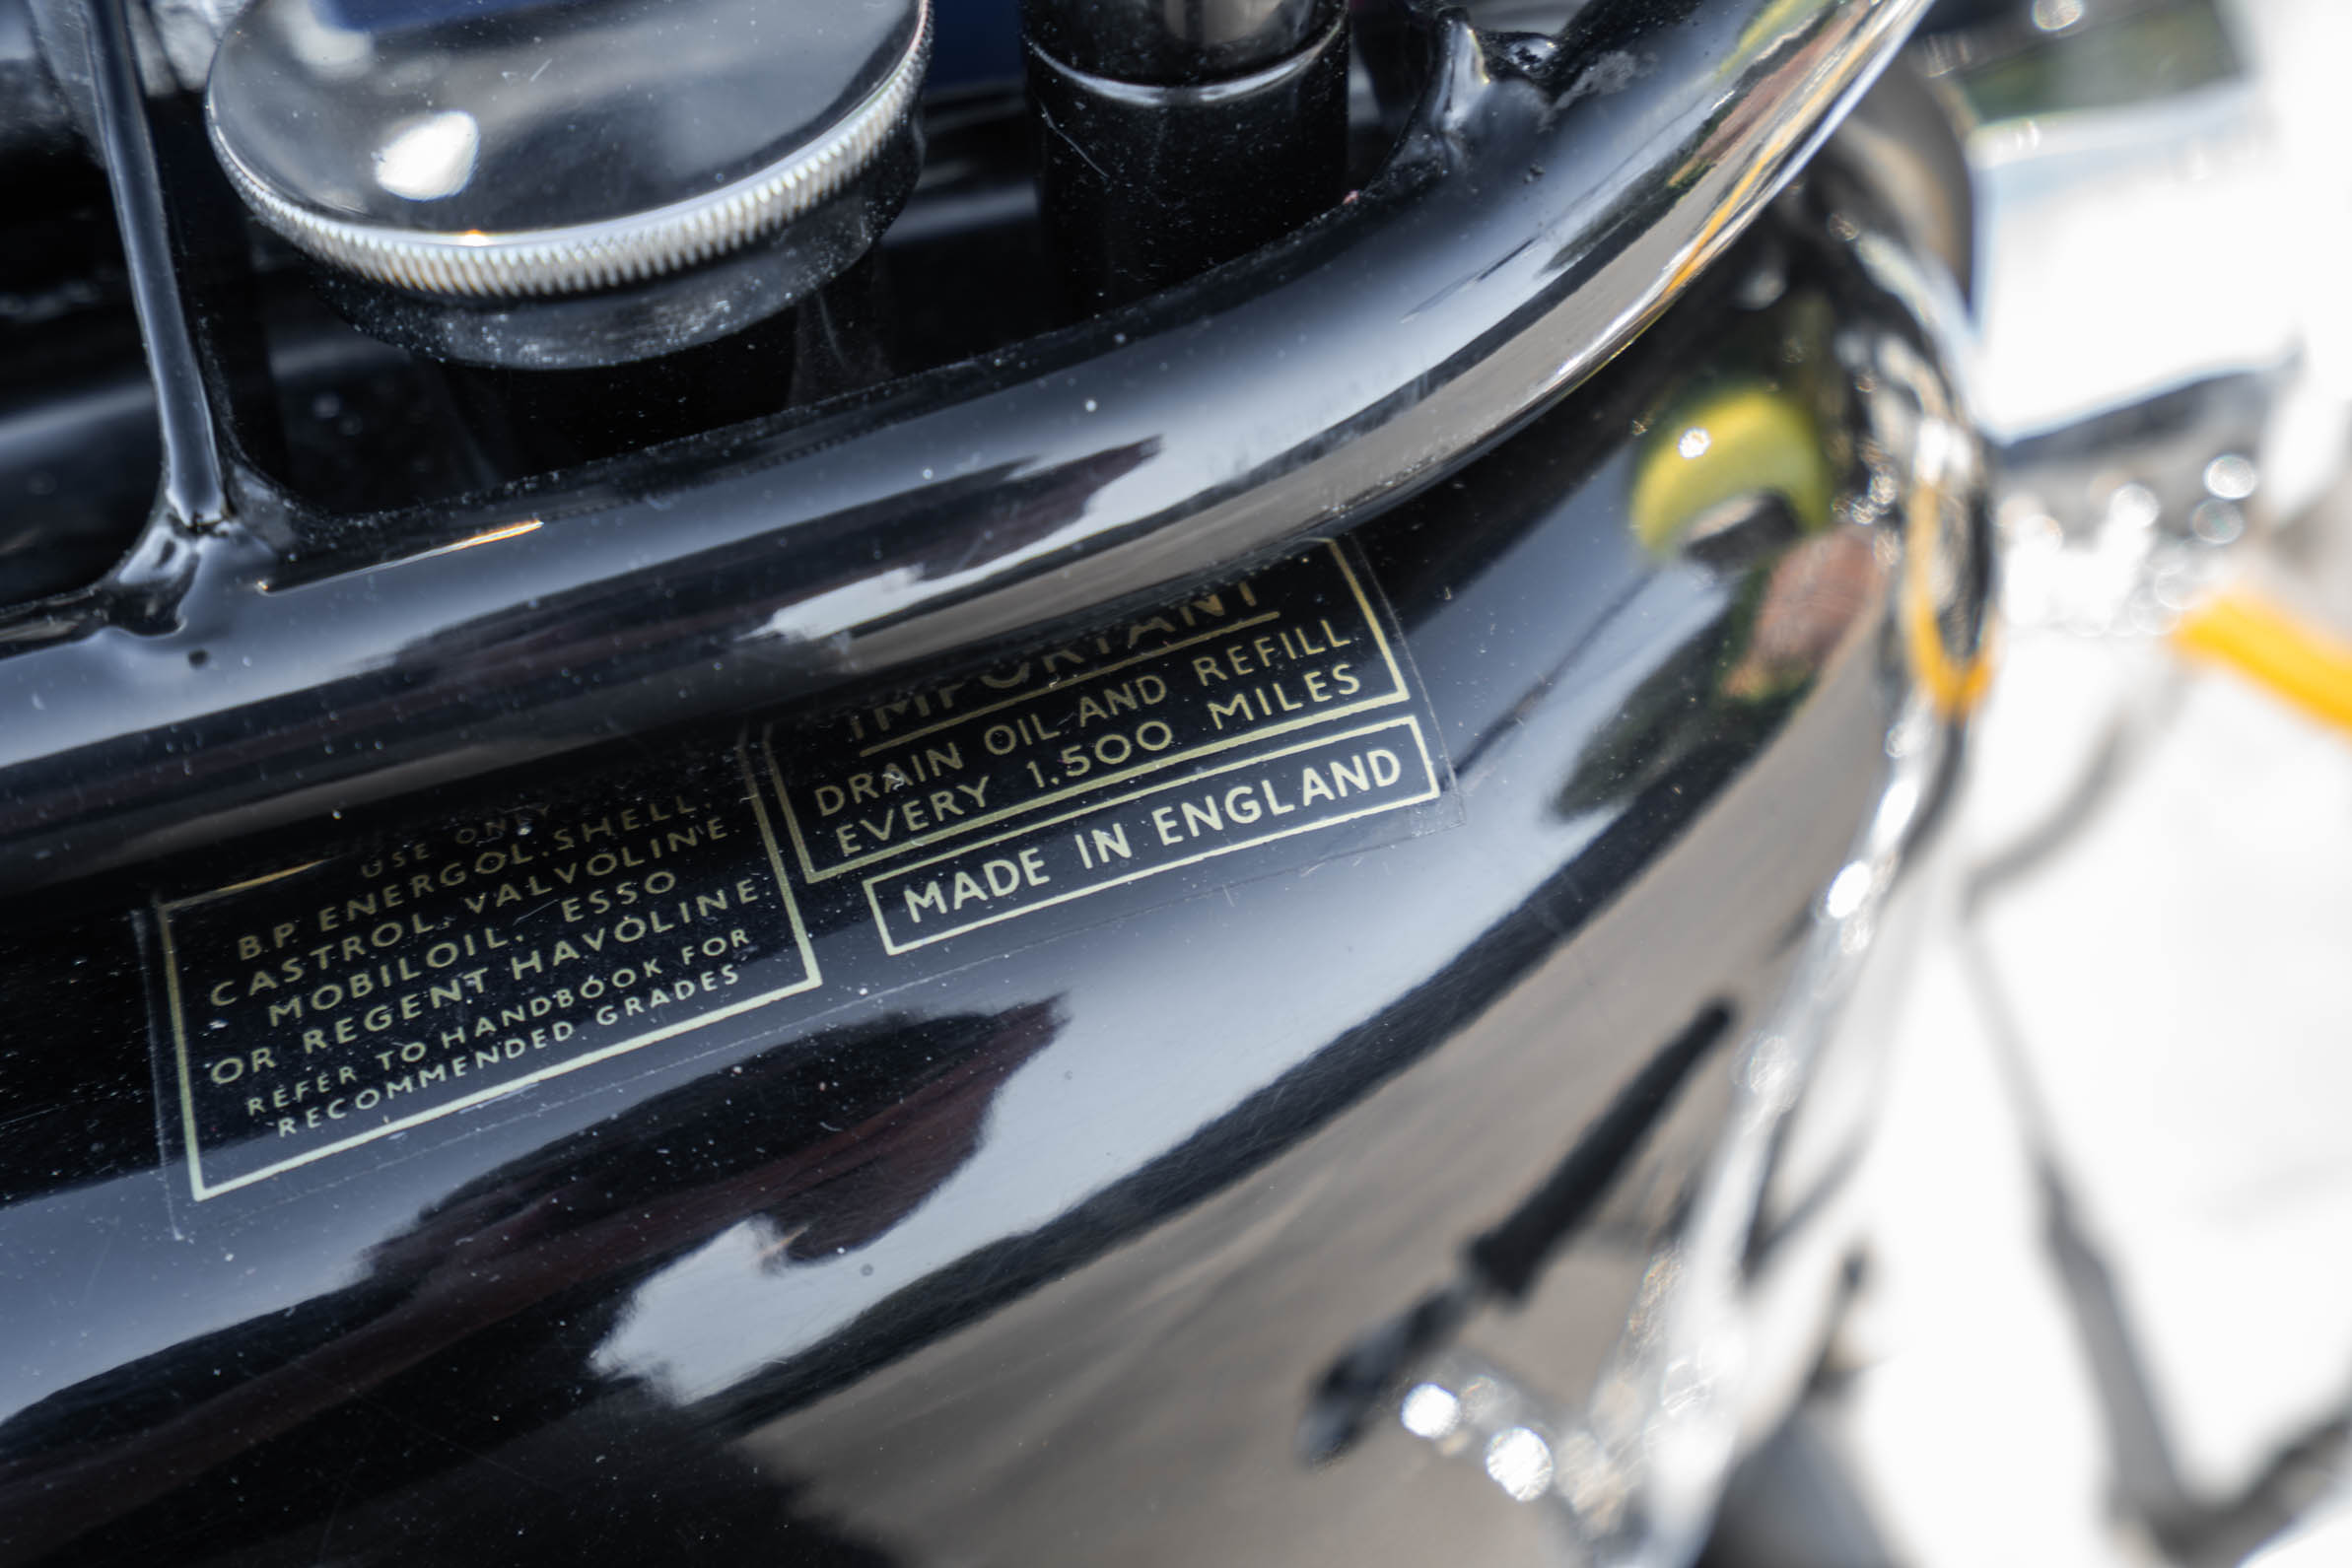 USE ONLY
B.P. ENERGOL. SHELL.
CASTROL. VALVOLINE
MOBILOIL. ESSO
OR REGENT HAVOLINE
REFER TO HANDBOOK FOR
RECOMMENDED GRADES
IMPORTANT
DRAIN OIL AND REFILL
EVERY 1.500 MILES
MADE IN ENGLAND